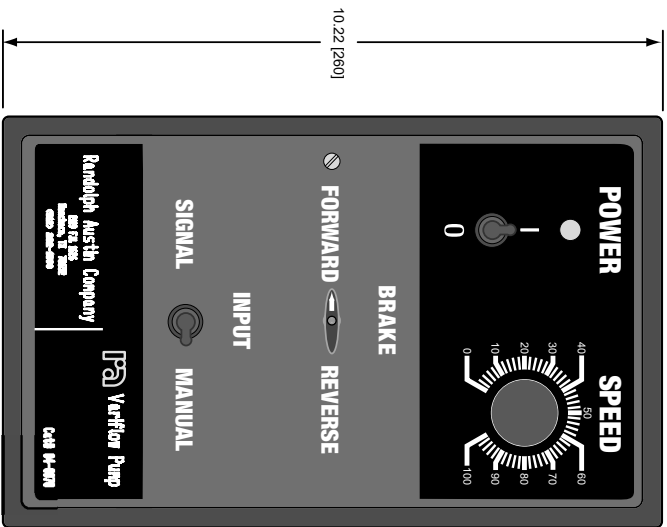 10.22 [260]
POWER
SPEED
I
0
0
10
20
30
40
50
60
70
80
90
100
BRAKE
FORWARD
REVERSE
INPUT
SIGNAL
MANUAL
Randolph Austin Company
ra Variflow Pump